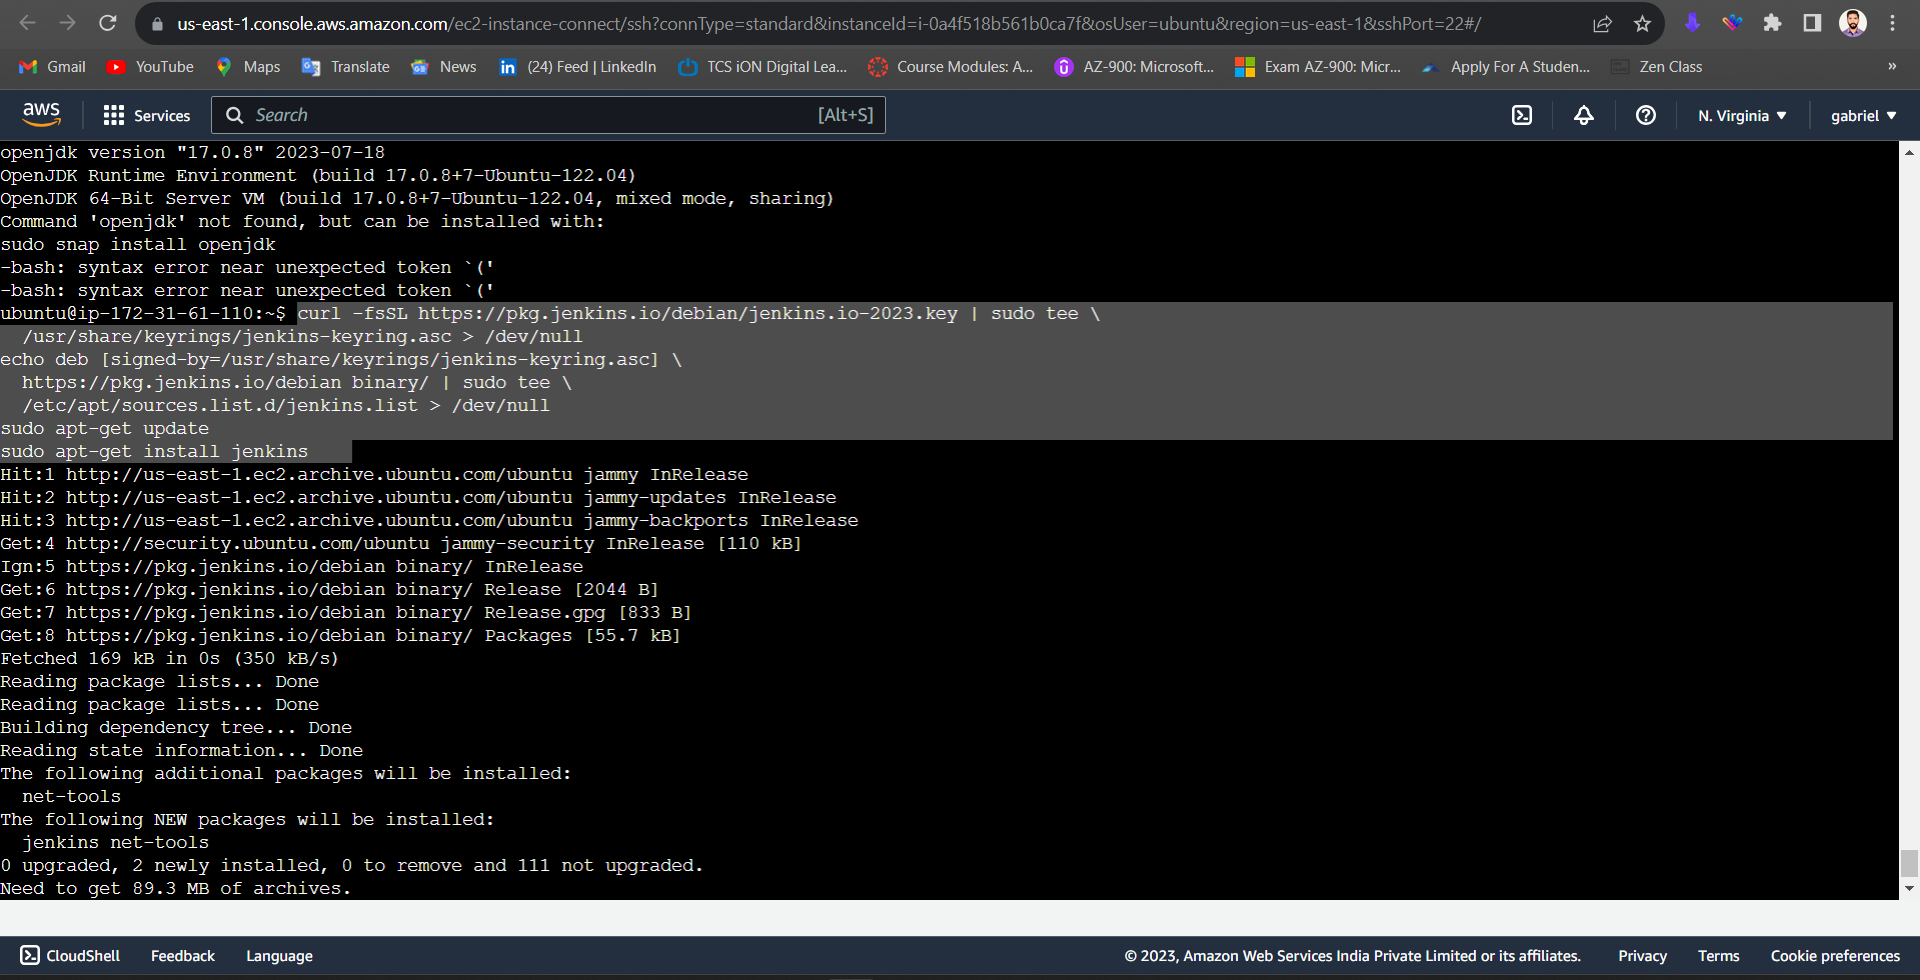 us-east-1.console.aws.amazon.com/ec2-instance-connect/ssh?connType=standard&instanceId=i-0a4f518b561b0ca7f&osUser=ubuntu&region=us-east-1&sshPort=22#/
Gmail YouTube Maps Translate News (24) Feed | LinkedIn TCS iON Digital Lea... Course Modules: A... AZ-900: Microsoft... Exam AZ-900: Micr... Apply For A Studen... Zen Class »
aws Services Search [Alt+S] N. Virginia gabriel
openjdk version "17.0.8" 2023-07-18
OpenJDK Runtime Environment (build 17.0.8+7-Ubuntu-122.04)
OpenJDK 64-Bit Server VM (build 17.0.8+7-Ubuntu-122.04, mixed mode, sharing)
Command 'openjdk' not found, but can be installed with:
sudo snap install openjdk
-bash: syntax error near unexpected token `('
-bash: syntax error near unexpected token `('
ubuntu@ip-172-31-61-110:~$ curl -fsSL https://pkg.jenkins.io/debian/jenkins.io-2023.key | sudo tee \
  /usr/share/keyrings/jenkins-keyring.asc > /dev/null
echo deb [signed-by=/usr/share/keyrings/jenkins-keyring.asc] \
  https://pkg.jenkins.io/debian binary/ | sudo tee \
  /etc/apt/sources.list.d/jenkins.list > /dev/null
sudo apt-get update
sudo apt-get install jenkins
Hit:1 http://us-east-1.ec2.archive.ubuntu.com/ubuntu jammy InRelease
Hit:2 http://us-east-1.ec2.archive.ubuntu.com/ubuntu jammy-updates InRelease
Hit:3 http://us-east-1.ec2.archive.ubuntu.com/ubuntu jammy-backports InRelease
Get:4 http://security.ubuntu.com/ubuntu jammy-security InRelease [110 kB]
Ign:5 https://pkg.jenkins.io/debian binary/ InRelease
Get:6 https://pkg.jenkins.io/debian binary/ Release [2044 B]
Get:7 https://pkg.jenkins.io/debian binary/ Release.gpg [833 B]
Get:8 https://pkg.jenkins.io/debian binary/ Packages [55.7 kB]
Fetched 169 kB in 0s (350 kB/s)
Reading package lists... Done
Reading package lists... Done
Building dependency tree... Done
Reading state information... Done
The following additional packages will be installed:
  net-tools
The following NEW packages will be installed:
  jenkins net-tools
0 upgraded, 2 newly installed, 0 to remove and 111 not upgraded.
Need to get 89.3 MB of archives.
CloudShell Feedback Language © 2023, Amazon Web Services India Private Limited or its affiliates. Privacy Terms Cookie preferences